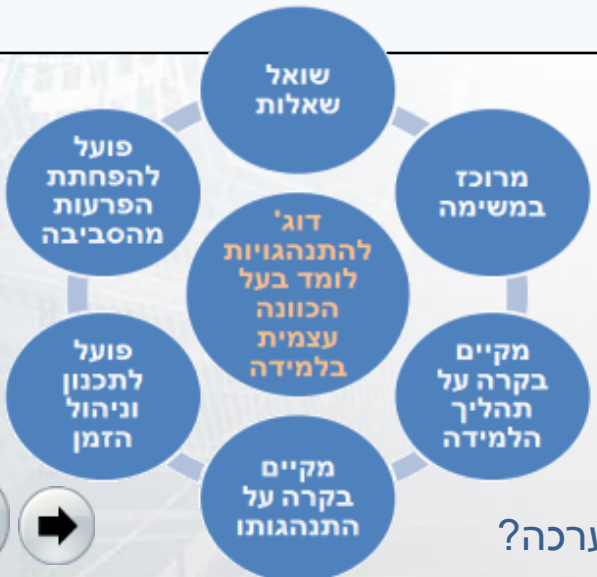 שואל
שאלות
מרוכז
במשימה
מקיים
בקרה על
תהליך
הלמידה
מקיים
בקרה על
התנהגותו
פועל
לתכנון
וניהול
הזמן
פועל
להפחתת
הפרעות
מהסביבה
דוג'
להתנהגויות
לומד בעל
הכוונה
עצמית
בלמידה